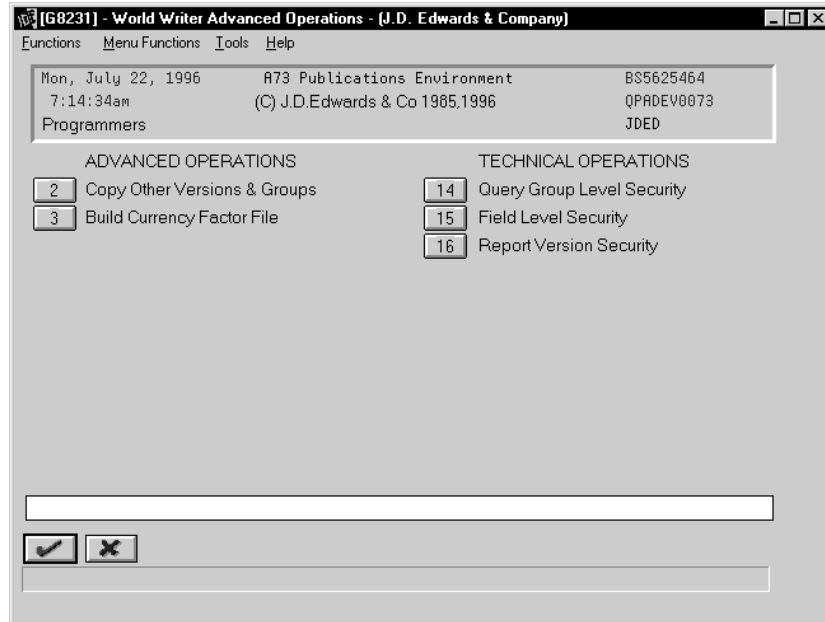 [G8231] - World Writer Advanced Operations - (J.D. Edwards & Company)
Functions Menu Functions Tools Help
Mon, July 22, 1996 A73 Publications Environment BS5625464
7:14:34am (C) J.D.Edwards & Co 1985,1996 QPADEV0073
Programmers JDED
ADVANCED OPERATIONS TECHNICAL OPERATIONS
2 Copy Other Versions & Groups 14 Query Group Level Security
3 Build Currency Factor File 15 Field Level Security
16 Report Version Security